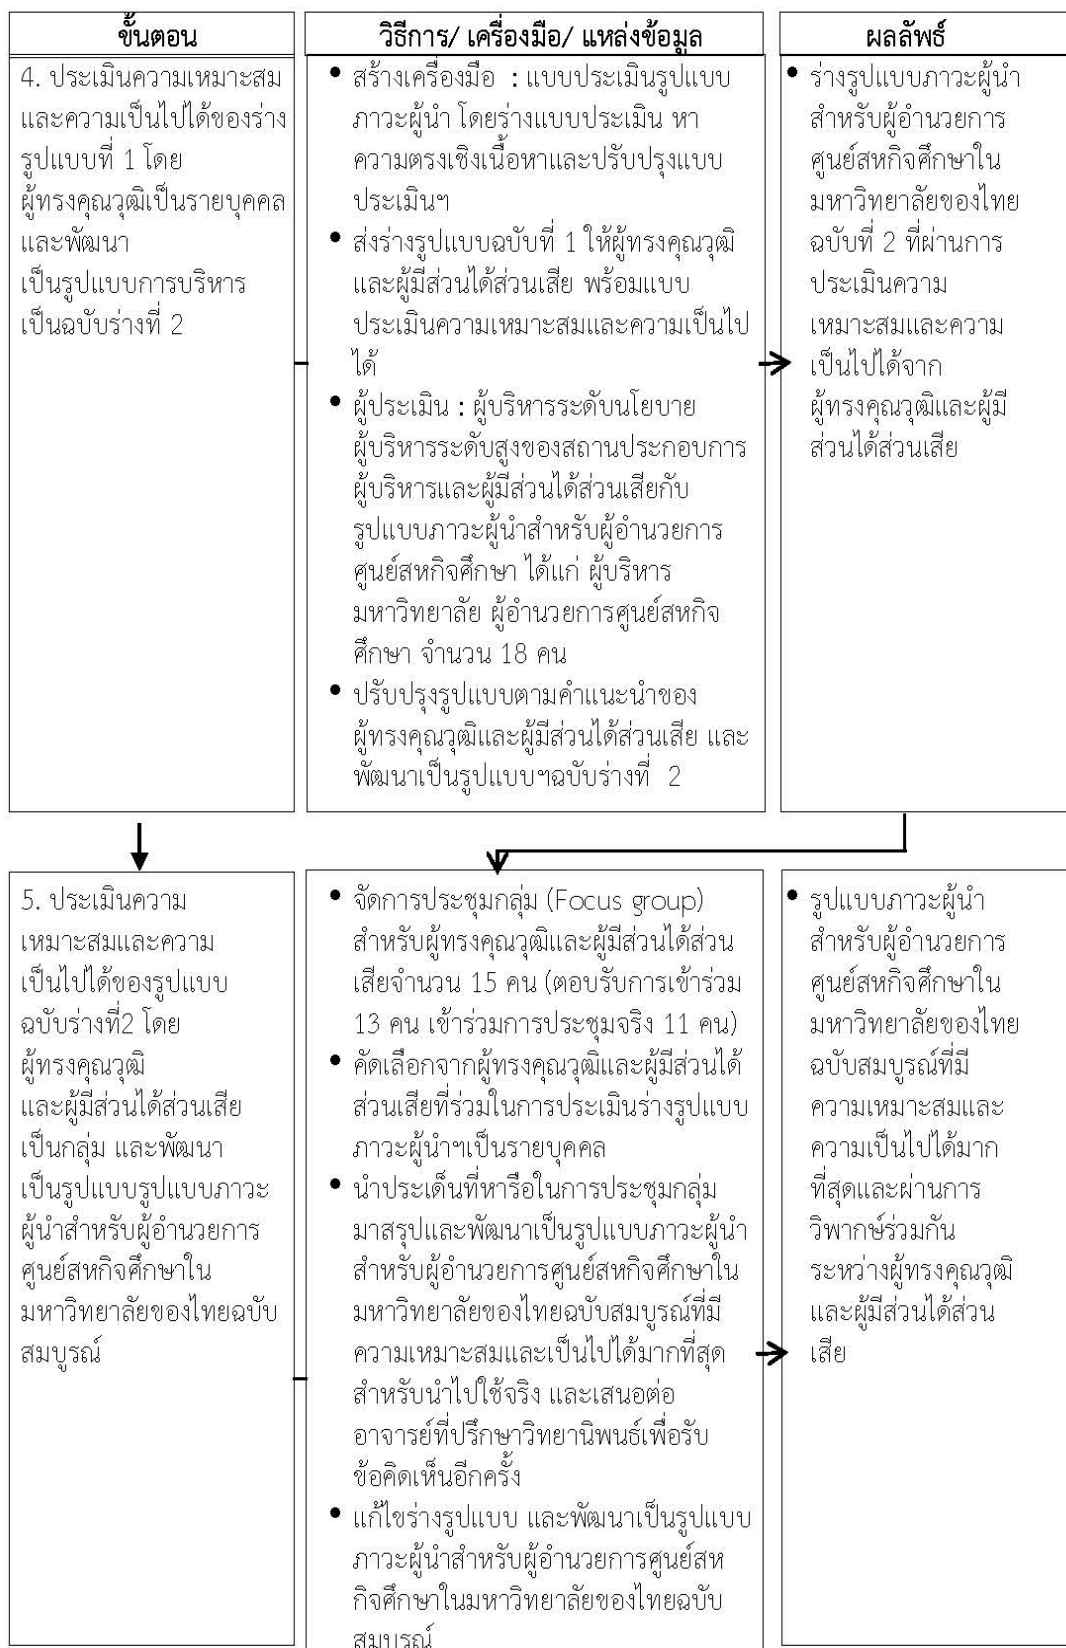 ขั้นตอน
วิธีการ/ เครื่องมือ/ แหล่งข้อมูล
ผลลัพธ์
4. ประเมินความเหมาะสม
และความเป็นไปได้ของร่าง
รูปแบบที่ 1 โดย
ผู้ทรงคุณวุฒิเป็นรายบุคคล
และพัฒนา
เป็นรูปแบบการบริหาร
เป็นฉบับร่างที่ 2
• สร้างเครื่องมือ : แบบประเมินรูปแบบ
ภาวะผู้นำ โดยร่างแบบประเมิน หา
ความตรงเชิงเนื้อหาและปรับปรุงแบบ
ประเมินฯ
• ส่งร่างรูปแบบฉบับที่ 1 ให้ผู้ทรงคุณวุฒิ
และผู้มีส่วนได้ส่วนเสีย พร้อมแบบ
ประเมินความเหมาะสมและความเป็นไป
ได้
• ผู้ประเมิน : ผู้บริหารระดับนโยบาย
ผู้บริหารระดับสูงของสถานประกอบการ
ผู้บริหารและผู้มีส่วนได้ส่วนเสียกับ
รูปแบบภาวะผู้นำสำหรับผู้อำนวยการ
ศูนย์สหกิจศึกษา ได้แก่ ผู้บริหาร
มหาวิทยาลัย ผู้อำนวยการศูนย์สหกิจ
ศึกษา จำนวน 18 คน
• ปรับปรุงรูปแบบตามคำแนะนำของ
ผู้ทรงคุณวุฒิและผู้มีส่วนได้ส่วนเสีย และ
พัฒนาเป็นรูปแบบฯฉบับร่างที่ 2
• ร่างรูปแบบภาวะผู้นำ
สำหรับผู้อำนวยการ
ศูนย์สหกิจศึกษาใน
มหาวิทยาลัยของไทย
ฉบับที่ 2 ที่ผ่านการ
ประเมินความ
เหมาะสมและความ
เป็นไปได้จาก
ผู้ทรงคุณวุฒิและผู้มี
ส่วนได้ส่วนเสีย
5. ประเมินความ
เหมาะสมและความ
เป็นไปได้ของรูปแบบ
ฉบับร่างที่2 โดย
ผู้ทรงคุณวุฒิ
และผู้มีส่วนได้ส่วนเสีย
เป็นกลุ่ม และพัฒนา
เป็นรูปแบบรูปแบบภาวะ
ผู้นำสำหรับผู้อำนวยการ
ศูนย์สหกิจศึกษาใน
มหาวิทยาลัยของไทยฉบับ
สมบูรณ์
• จัดการประชุมกลุ่ม (Focus group)
สำหรับผู้ทรงคุณวุฒิและผู้มีส่วนได้ส่วน
เสียจำนวน 15 คน (ตอบรับการเข้าร่วม
13 คน เข้าร่วมการประชุมจริง 11 คน)
• คัดเลือกจากผู้ทรงคุณวุฒิและผู้มีส่วนได้
ส่วนเสียที่ร่วมในการประเมินร่างรูปแบบ
ภาวะผู้นำฯเป็นรายบุคคล
• นำประเด็นที่หารือในการประชุมกลุ่ม
มาสรุปและพัฒนาเป็นรูปแบบภาวะผู้นำ
สำหรับผู้อำนวยการศูนย์สหกิจศึกษาใน
มหาวิทยาลัยของไทยฉบับสมบูรณ์ที่มี
ความเหมาะสมและเป็นไปได้มากที่สุด
สำหรับนำไปใช้จริง และเสนอต่อ
อาจารย์ที่ปรึกษาวิทยานิพนธ์เพื่อรับ
ข้อคิดเห็นอีกครั้ง
• แก้ไขร่างรูปแบบ และพัฒนาเป็นรูปแบบ
ภาวะผู้นำสำหรับผู้อำนวยการศูนย์สห
กิจศึกษาในมหาวิทยาลัยของไทยฉบับ
สมบูรณ์
• รูปแบบภาวะผู้นำ
สำหรับผู้อำนวยการ
ศูนย์สหกิจศึกษาใน
มหาวิทยาลัยของไทย
ฉบับสมบูรณ์ที่มี
ความเหมาะสมและ
ความเป็นไปได้มาก
ที่สุดและผ่านการ
วิพากษ์ร่วมกัน
ระหว่างผู้ทรงคุณวุฒิ
และผู้มีส่วนได้ส่วน
เสีย